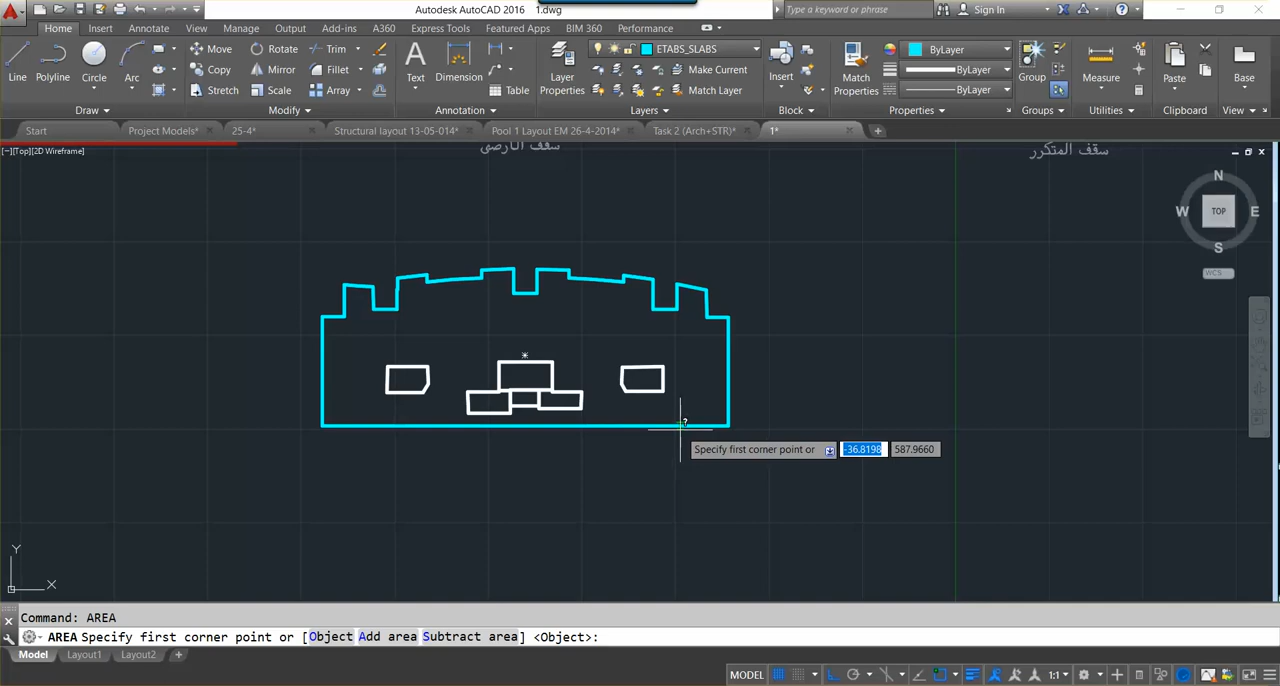 Autodesk AutoCAD 2016 1.dwg
Type a keyword or phrase
Sign In
Home Insert Annotate View Manage Output Add-ins A360 Express Tools Featured Apps BIM 360 Performance
Line Polyline Circle Arc
Move Rotate Trim
Copy Mirror Fillet
Stretch Scale Array
Text Dimension Table
Layer Properties
ETABS_SLABS
Make Current
Match Layer
Insert
Match Properties
ByLayer
ByLayer
ByLayer
Group Measure Paste Base
Draw Modify Annotation Layers Block Properties Groups Utilities Clipboard View
Start Project Models* 25-4* Structural layout 13-05-014* Pool 1 Layout EM 26-4-2014* Task 2 (Arch+STR)* 1*
[−][Top][2D Wireframe]
سقف الأرضى
سقف المتكرر
N
W TOP E
S
WCS
Specify first corner point or -36.8198 587.9660
Y
X
Command: AREA
AREA Specify first corner point or [Object Add area Subtract area] <Object>:
Model Layout1 Layout2
MODEL 1:1